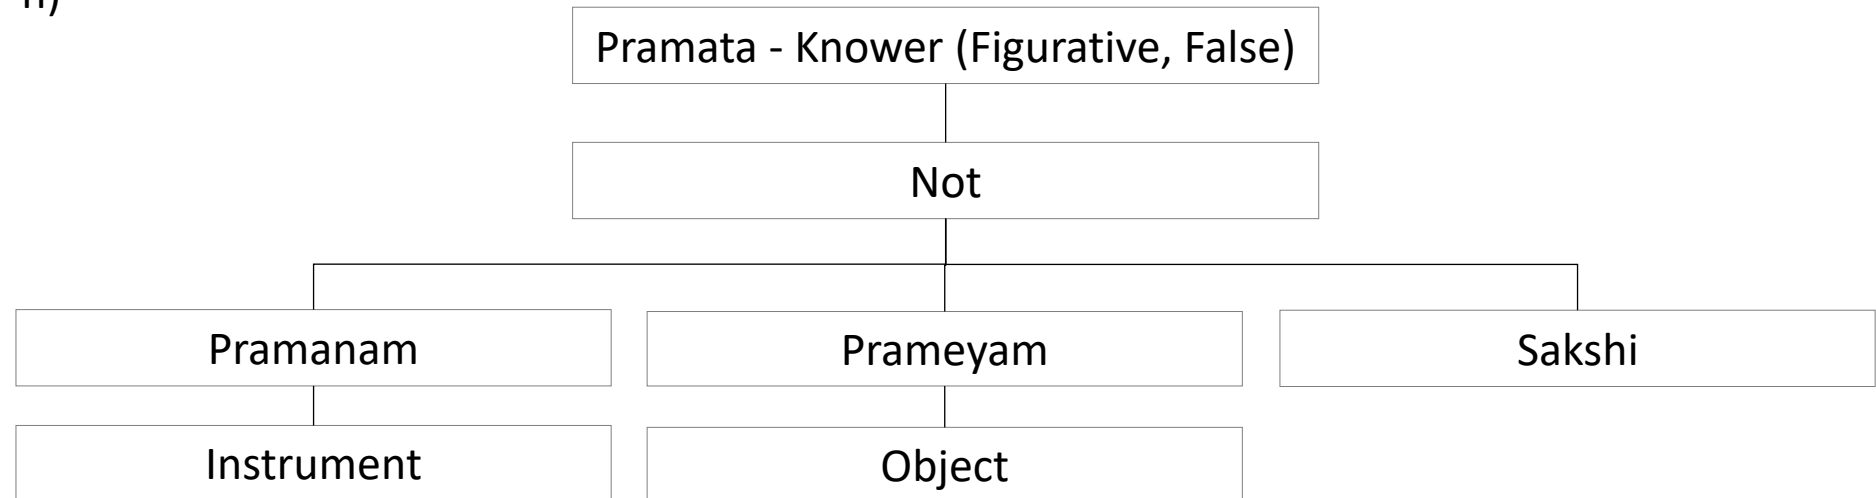 Pramata - Knower (Figurative, False)
Not
Pramanam
Prameyam
Sakshi
Instrument
Object